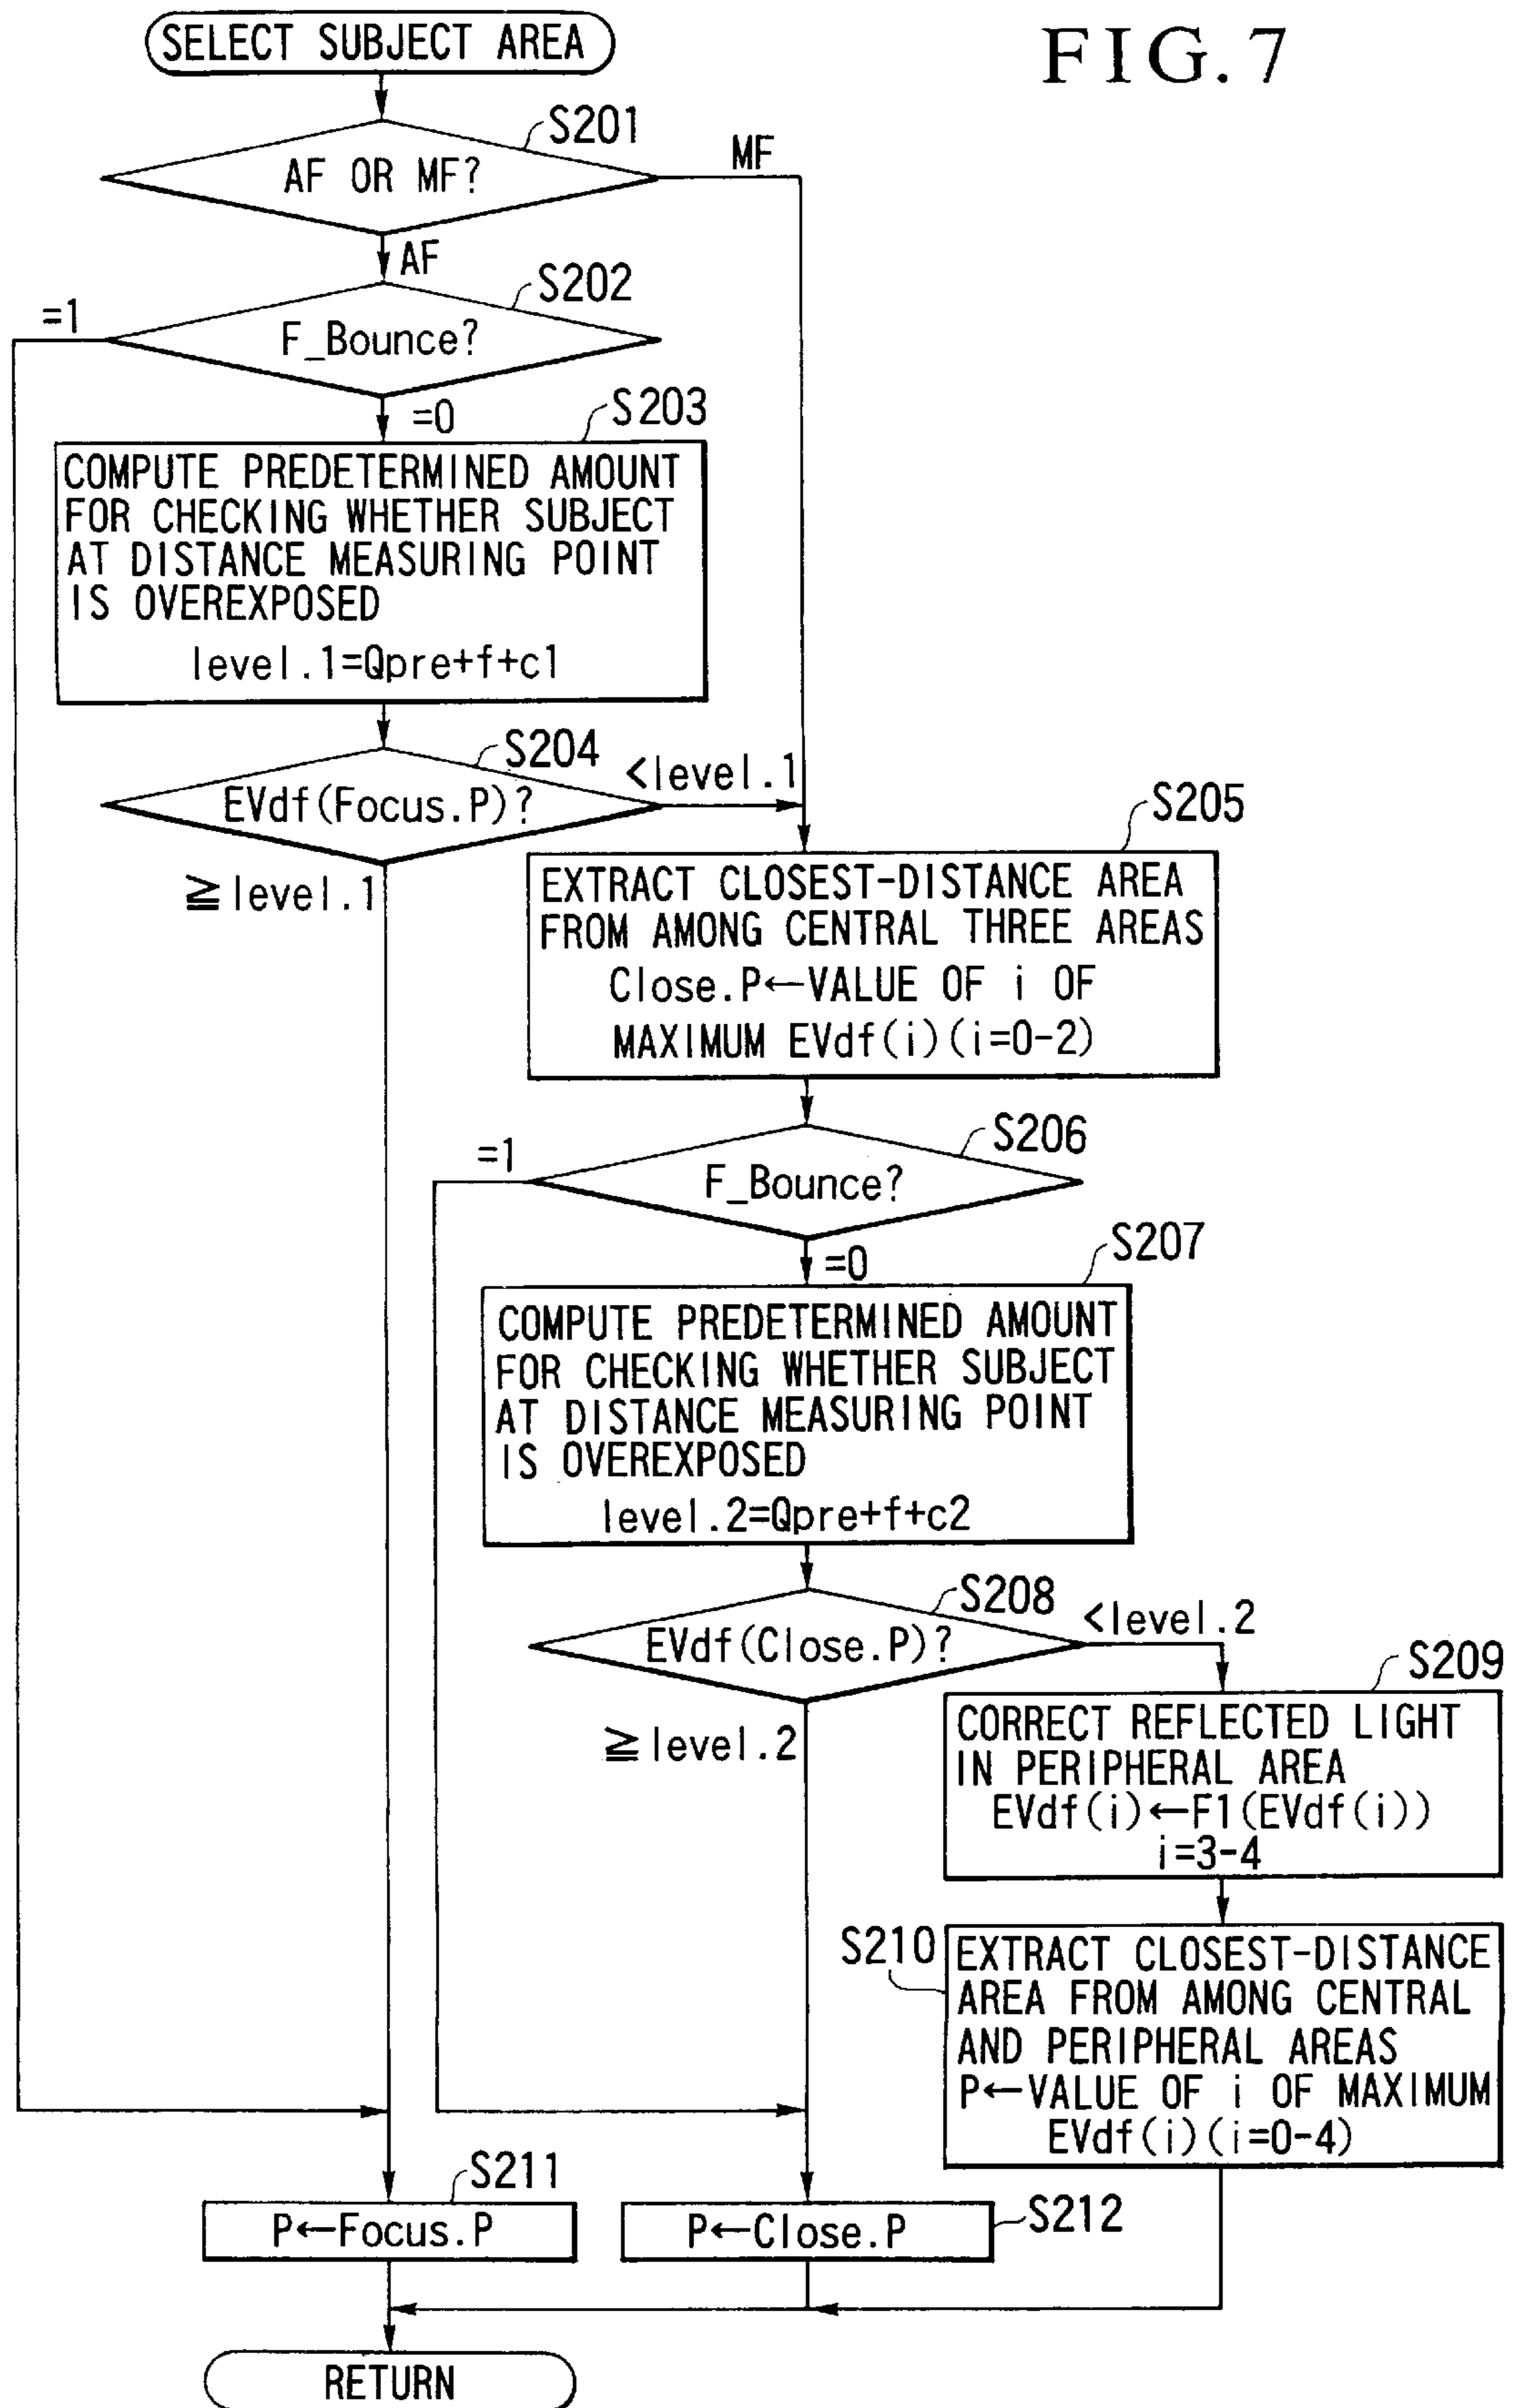 SELECT SUBJECT AREA
FIG. 7
S201
AF OR MF?
MF
AF
S202
F_Bounce?
=1
=0
S203
COMPUTE PREDETERMINED AMOUNT
FOR CHECKING WHETHER SUBJECT
AT DISTANCE MEASURING POINT
IS OVEREXPOSED
level.1=Qpre+f+c1
S204
EVdf(Focus.P)?
<level.1
≧level.1
S205
EXTRACT CLOSEST-DISTANCE AREA
FROM AMONG CENTRAL THREE AREAS
Close.P←VALUE OF i OF
MAXIMUM EVdf(i)(i=0-2)
S206
F_Bounce?
=1
=0
S207
COMPUTE PREDETERMINED AMOUNT
FOR CHECKING WHETHER SUBJECT
AT DISTANCE MEASURING POINT
IS OVEREXPOSED
level.2=Qpre+f+c2
S208
EVdf(Close.P)?
<level.2
≧level.2
S209
CORRECT REFLECTED LIGHT
IN PERIPHERAL AREA
EVdf(i)←F1(EVdf(i))
i=3-4
S210
EXTRACT CLOSEST-DISTANCE
AREA FROM AMONG CENTRAL
AND PERIPHERAL AREAS
P←VALUE OF i OF MAXIMUM
EVdf(i)(i=0-4)
S211
P←Focus.P
S212
P←Close.P
RETURN